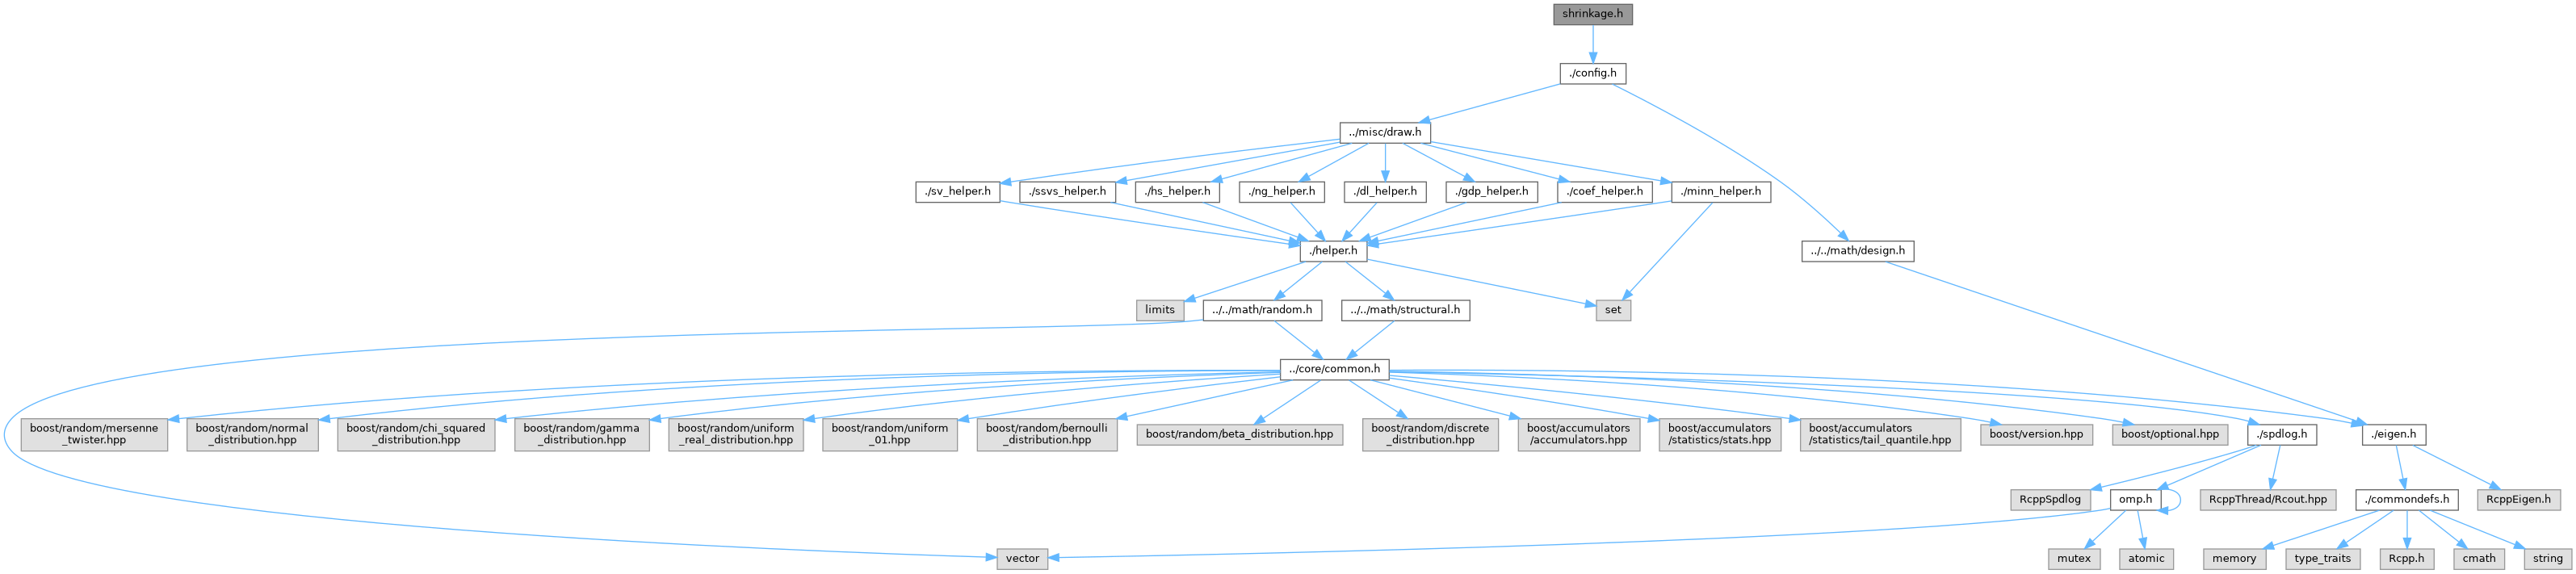 shrinkage.h
./config.h
../misc/draw.h
./sv_helper.h
./ssvs_helper.h
./hs_helper.h
./ng_helper.h
./dl_helper.h
./gdp_helper.h
./coef_helper.h
./minn_helper.h
./helper.h
../../math/design.h
limits
../../math/random.h
../../math/structural.h
set
../core/common.h
boost/random/mersenne
_twister.hpp
boost/random/normal
_distribution.hpp
boost/random/chi_squared
_distribution.hpp
boost/random/gamma
_distribution.hpp
boost/random/uniform
_real_distribution.hpp
boost/random/uniform
_01.hpp
boost/random/bernoulli
_distribution.hpp
boost/random/beta_distribution.hpp
boost/random/discrete
_distribution.hpp
boost/accumulators
/accumulators.hpp
boost/accumulators
/statistics/stats.hpp
boost/accumulators
/statistics/tail_quantile.hpp
boost/version.hpp
boost/optional.hpp
./spdlog.h
./eigen.h
RcppSpdlog
omp.h
RcppThread/Rcout.hpp
./commondefs.h
RcppEigen.h
vector
mutex
atomic
memory
type_traits
Rcpp.h
cmath
string